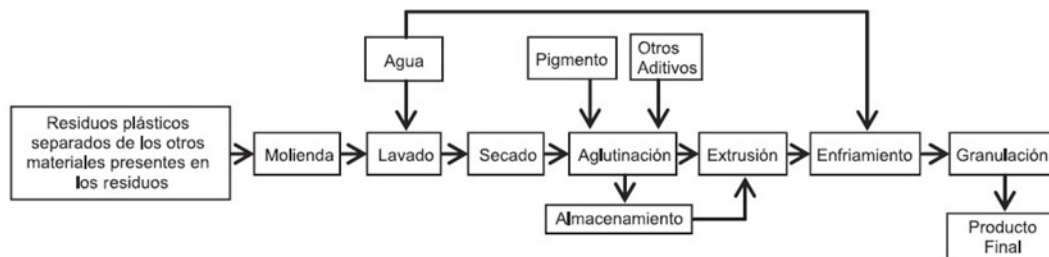 Agua
Pigmento
Otros
Aditivos
Residuos plásticos
separados de los otros
materiales presentes en
los residuos
Molienda
Lavado
Secado
Aglutinación
Extrusión
Enfriamiento
Granulación
Almacenamiento
Producto
Final